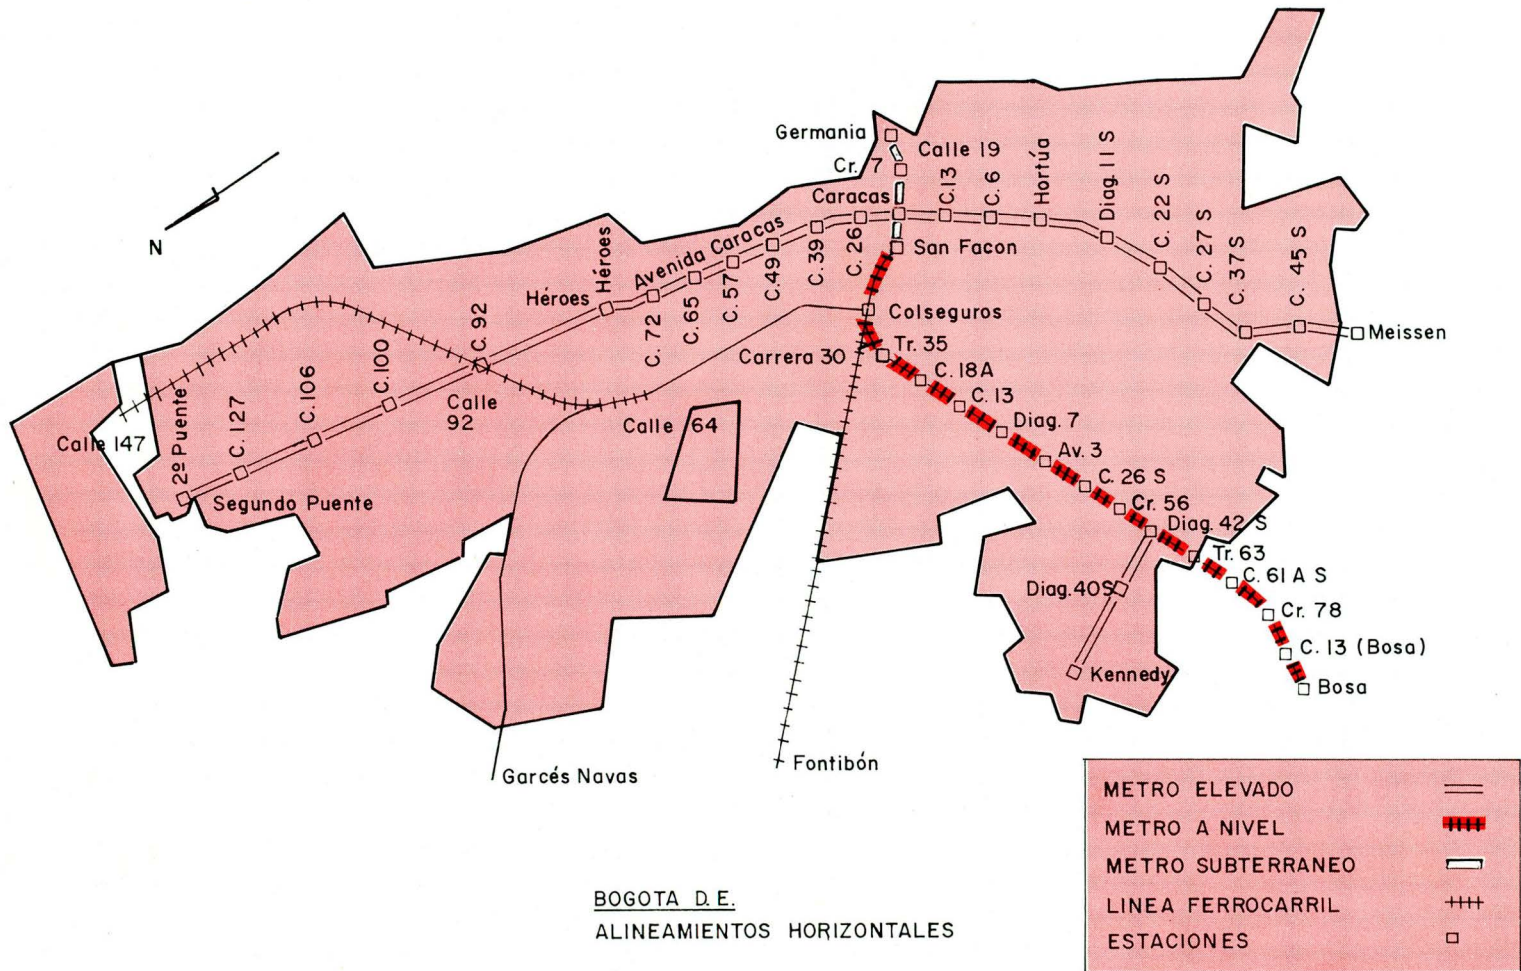 Germania
Calle 19
Cr. 7
Caracas
C.13
C. 6
Hortúa
Diag. 11 S
C. 22 S
C. 27 S
C. 37 S
C. 45 S
Meissen
N
San Facon
C. 26
C. 39
Avenida Caracas
C. 49
C. 57
C. 65
C. 72
Héroes
Héroes
Colseguros
Carrera 30
Tr. 35
C. 18A
C. 13
Diag. 7
Av. 3
C. 26 S
Cr. 56
Diag. 42 S
Tr. 63
C. 61 A S
Cr. 78
C. 13 (Bosa)
Bosa
Diag. 40S
Kennedy
C. 92
C. 100
C. 106
C. 127
2º Puente
Calle
92
Calle 64
Calle 147
Segundo Puente
Garcés Navas
Fontibón
METRO ELEVADO
METRO A NIVEL
METRO SUBTERRANEO
LINEA FERROCARRIL
ESTACIONES
BOGOTA D. E.
ALINEAMIENTOS HORIZONTALES